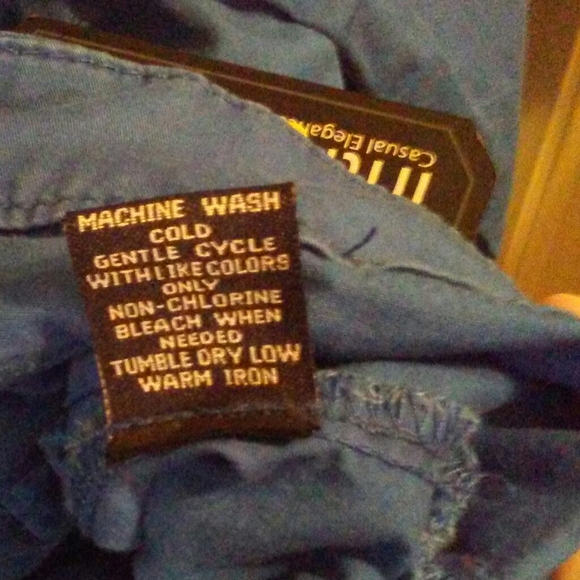 MACHINE WASH
COLD
GENTLE CYCLE
WITH LIKE COLORS
ONLY
NON-CHLORINE
BLEACH WHEN
NEEDED
TUMBLE DRY LOW
WARM IRON
Casual